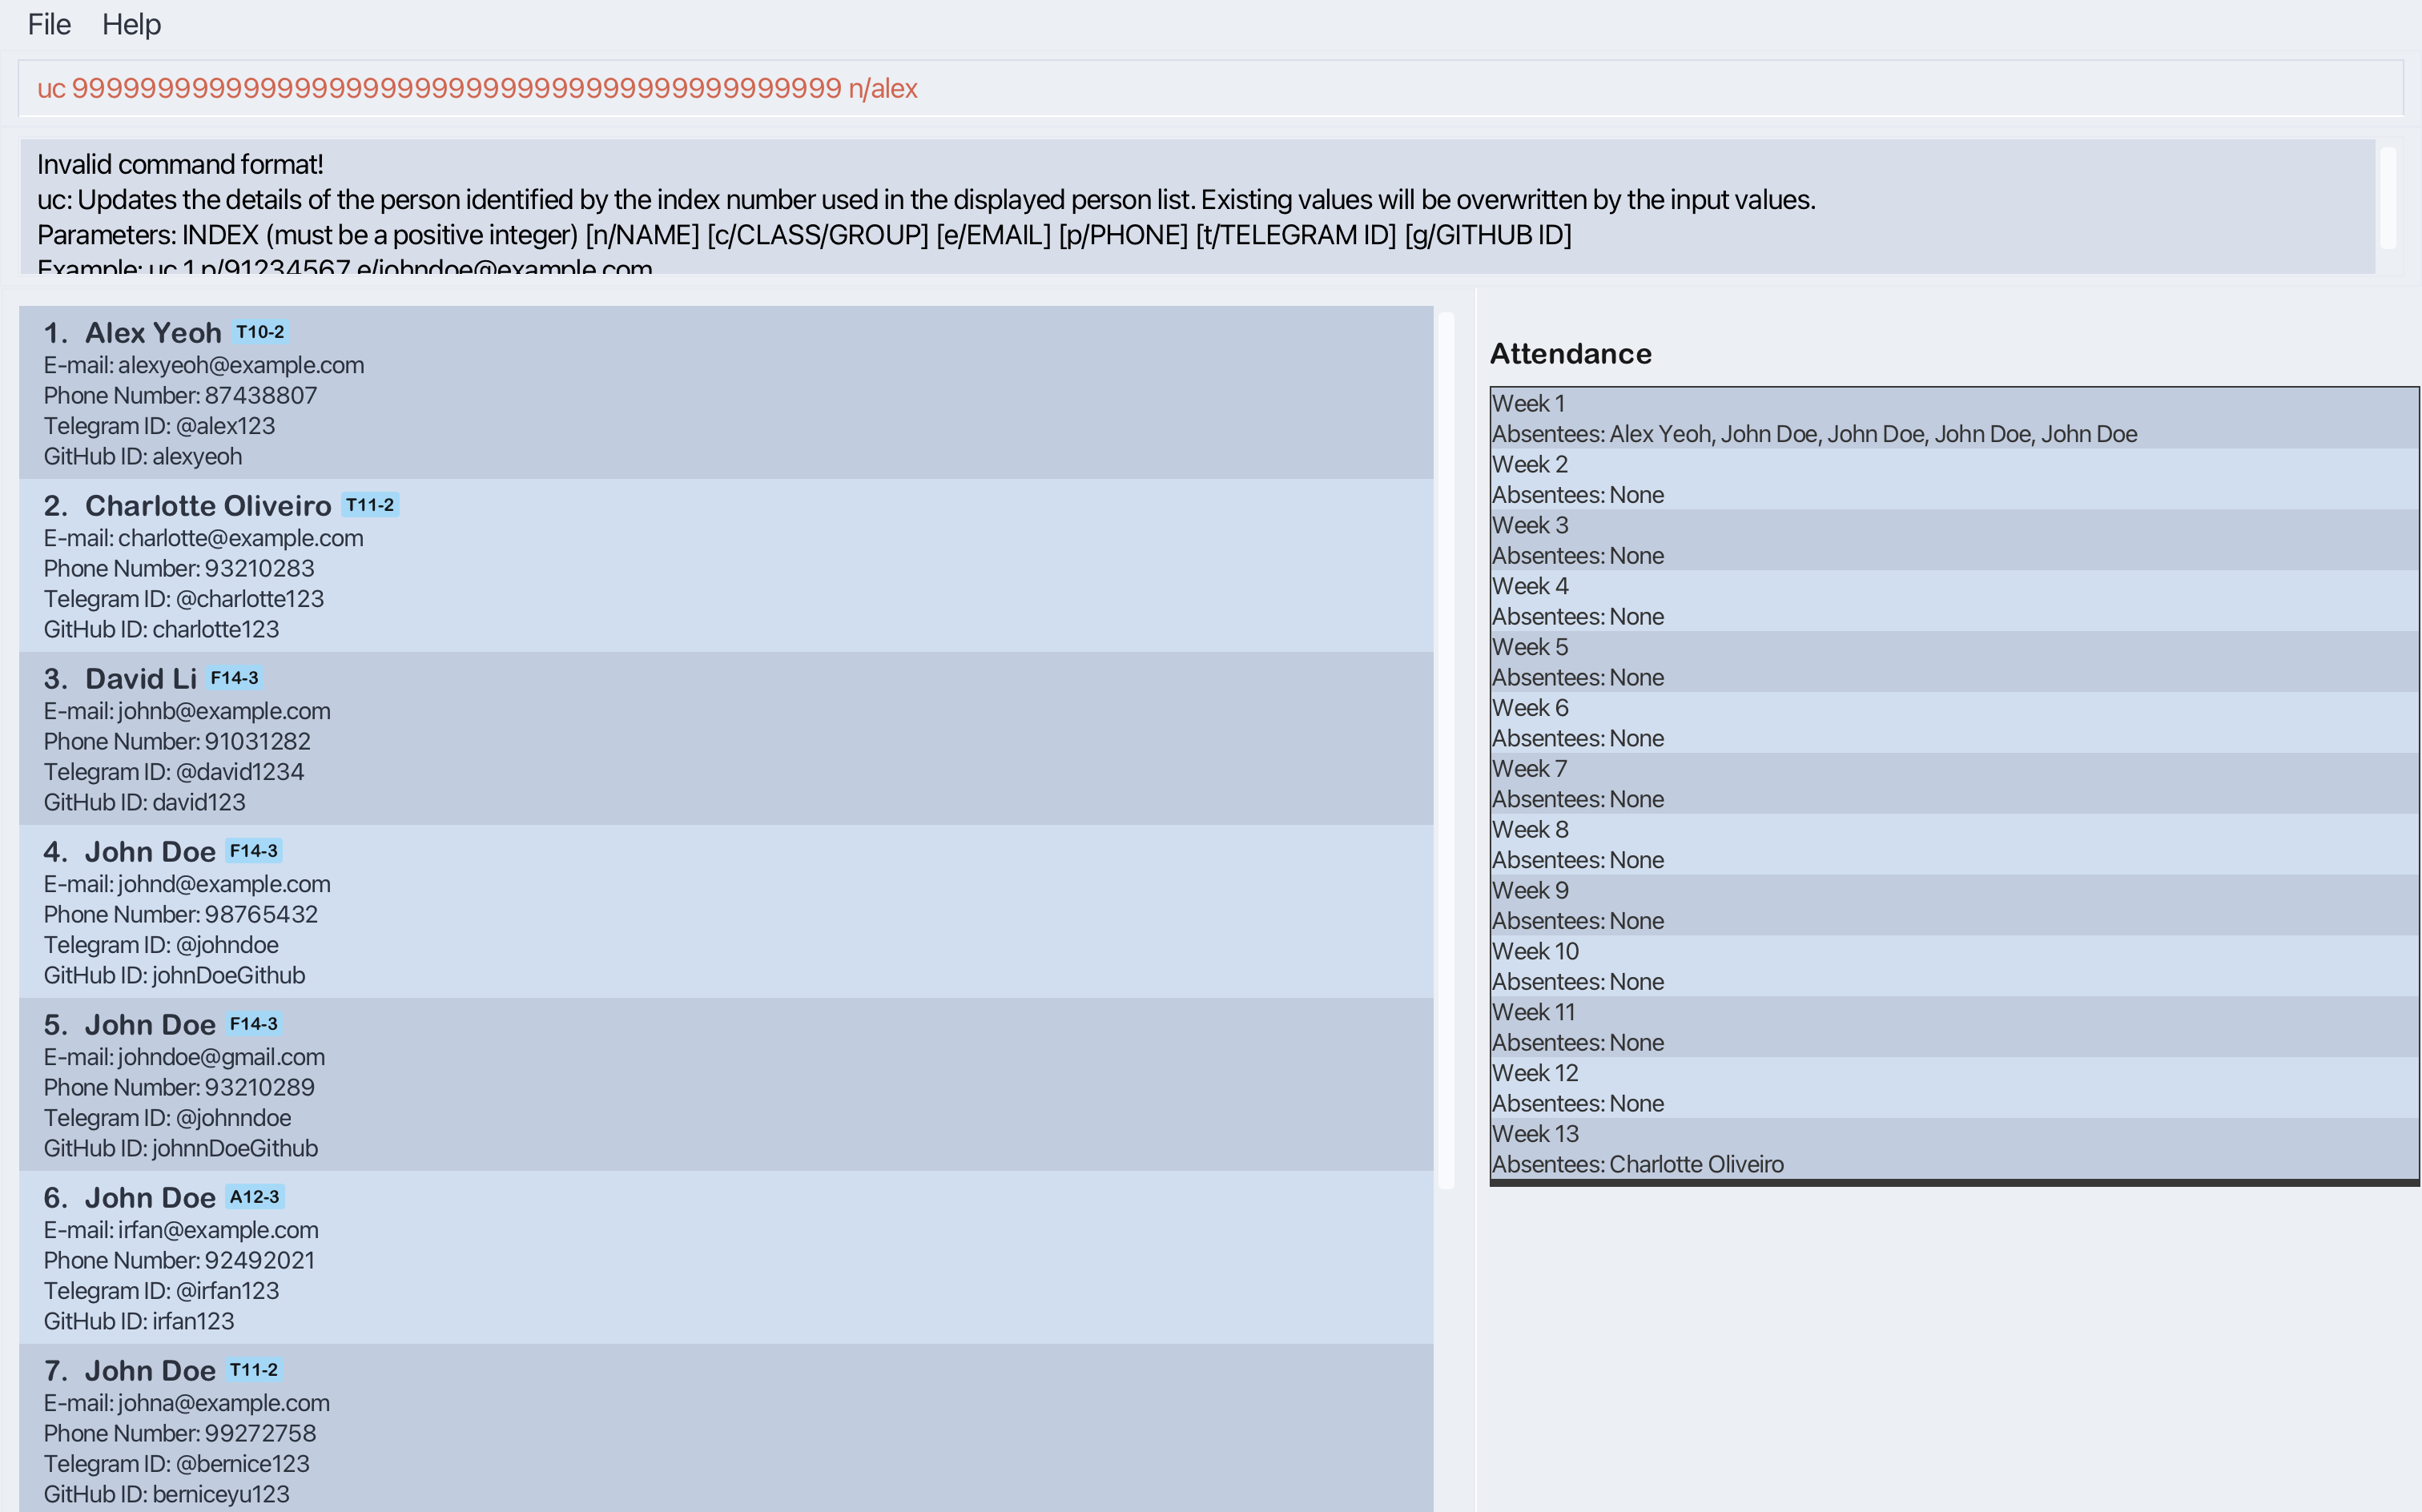 File Help
uc 999999999999999999999999999999999999999999999 n/alex
Invalid command format!
uc: Updates the details of the person identified by the index number used in the displayed person list. Existing values will be overwritten by the input values.
Parameters: INDEX (must be a positive integer) [n/NAME] [c/CLASS/GROUP] [e/EMAIL] [p/PHONE] [t/TELEGRAM ID] [g/GITHUB ID]
Example: uc 1 p/91234567 e/johndoe@example.com
1. Alex Yeoh T10-2
E-mail: alexyeoh@example.com
Phone Number: 87438807
Telegram ID: @alex123
GitHub ID: alexyeoh
2. Charlotte Oliveiro T11-2
E-mail: charlotte@example.com
Phone Number: 93210283
Telegram ID: @charlotte123
GitHub ID: charlotte123
3. David Li F14-3
E-mail: johnb@example.com
Phone Number: 91031282
Telegram ID: @david1234
GitHub ID: david123
4. John Doe F14-3
E-mail: johnd@example.com
Phone Number: 98765432
Telegram ID: @johndoe
GitHub ID: johnDoeGithub
5. John Doe F14-3
E-mail: johndoe@gmail.com
Phone Number: 93210289
Telegram ID: @johnndoe
GitHub ID: johnnDoeGithub
6. John Doe A12-3
E-mail: irfan@example.com
Phone Number: 92492021
Telegram ID: @irfan123
GitHub ID: irfan123
7. John Doe T11-2
E-mail: johna@example.com
Phone Number: 99272758
Telegram ID: @bernice123
GitHub ID: berniceyu123
Attendance
Week 1
Absentees: Alex Yeoh, John Doe, John Doe, John Doe, John Doe
Week 2
Absentees: None
Week 3
Absentees: None
Week 4
Absentees: None
Week 5
Absentees: None
Week 6
Absentees: None
Week 7
Absentees: None
Week 8
Absentees: None
Week 9
Absentees: None
Week 10
Absentees: None
Week 11
Absentees: None
Week 12
Absentees: None
Week 13
Absentees: Charlotte Oliveiro